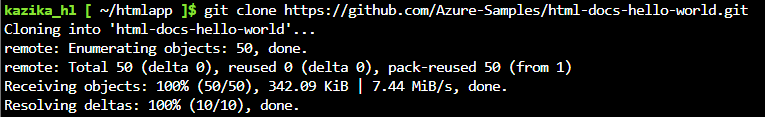 kazika_hl [ ~/htmlapp ]$ git clone https://github.com/Azure-Samples/html-docs-hello-world.git
Cloning into 'html-docs-hello-world'...
remote: Enumerating objects: 50, done.
remote: Total 50 (delta 0), reused 0 (delta 0), pack-reused 50 (from 1)
Receiving objects: 100% (50/50), 342.09 KiB | 7.44 MiB/s, done.
Resolving deltas: 100% (10/10), done.